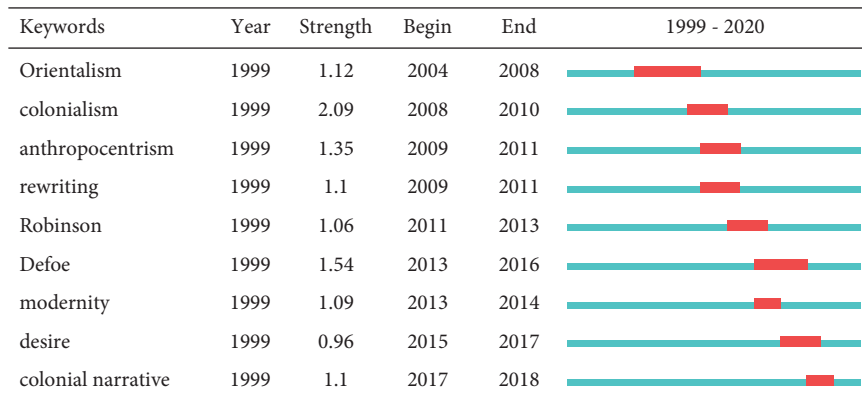 Keywords Year Strength Begin End 1999 - 2020
Orientalism 1999 1.12 2004 2008
colonialism 1999 2.09 2008 2010
anthropocentrism 1999 1.35 2009 2011
rewriting 1999 1.1 2009 2011
Robinson 1999 1.06 2011 2013
Defoe 1999 1.54 2013 2016
modernity 1999 1.09 2013 2014
desire 1999 0.96 2015 2017
colonial narrative 1999 1.1 2017 2018